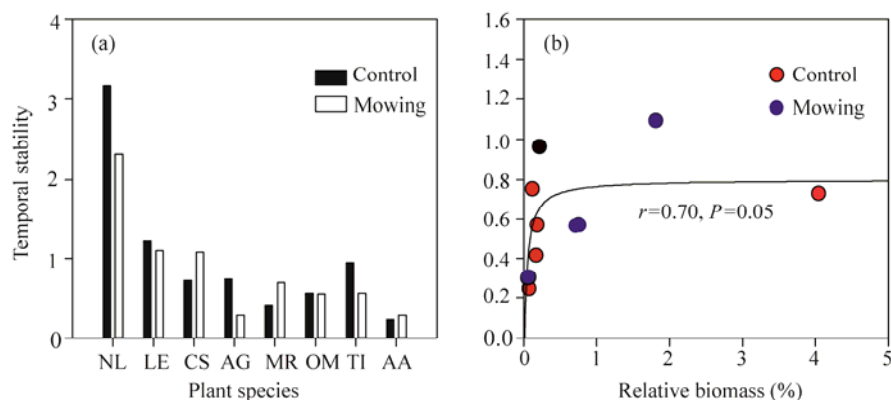 (a)
Control
Mowing
Temporal stability
4
3
2
1
0
NL LE CS AG MR OM TI AA
Plant species
(b)
Control
Mowing
1.6
1.4
1.2
1.0
0.8
0.6
0.4
0.2
0.0
r=0.70, P=0.05
0 1 2 3 4 5
Relative biomass (%)